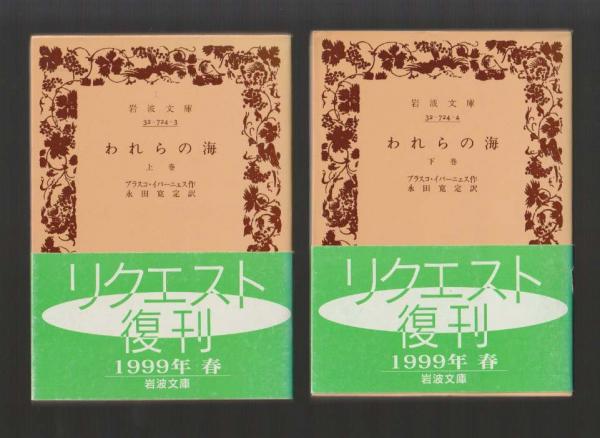 岩波文庫
32-724-3
われらの海
上巻
ブラスコ・イバーニェス作
永田寛定訳
リクエスト
復刊
1999年 春
岩波文庫
岩波文庫
32-724-4
われらの海
下巻
ブラスコ・イバーニェス作
永田寛定訳
リクエスト
復刊
1999年 春
岩波文庫